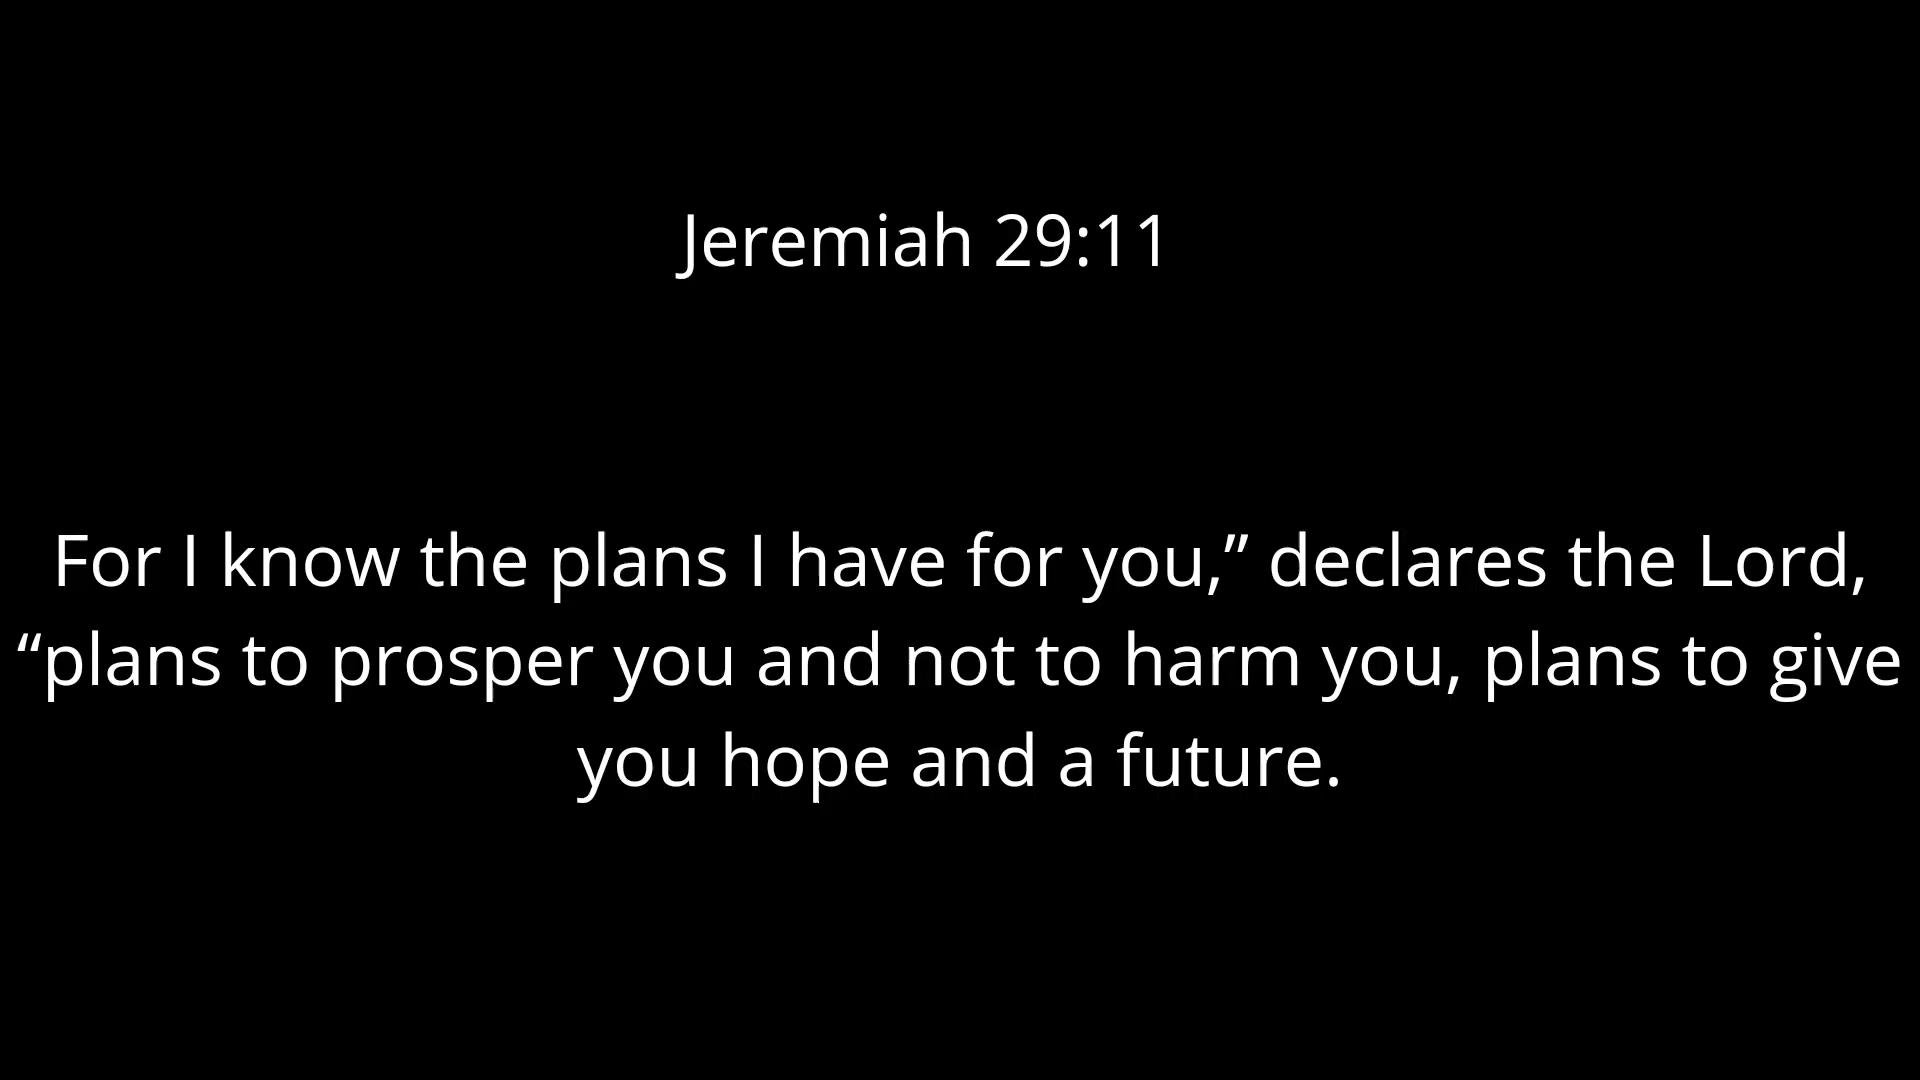 Jeremiah 29:11
For I know the plans I have for you,” declares the Lord,
“plans to prosper you and not to harm you, plans to give
you hope and a future.